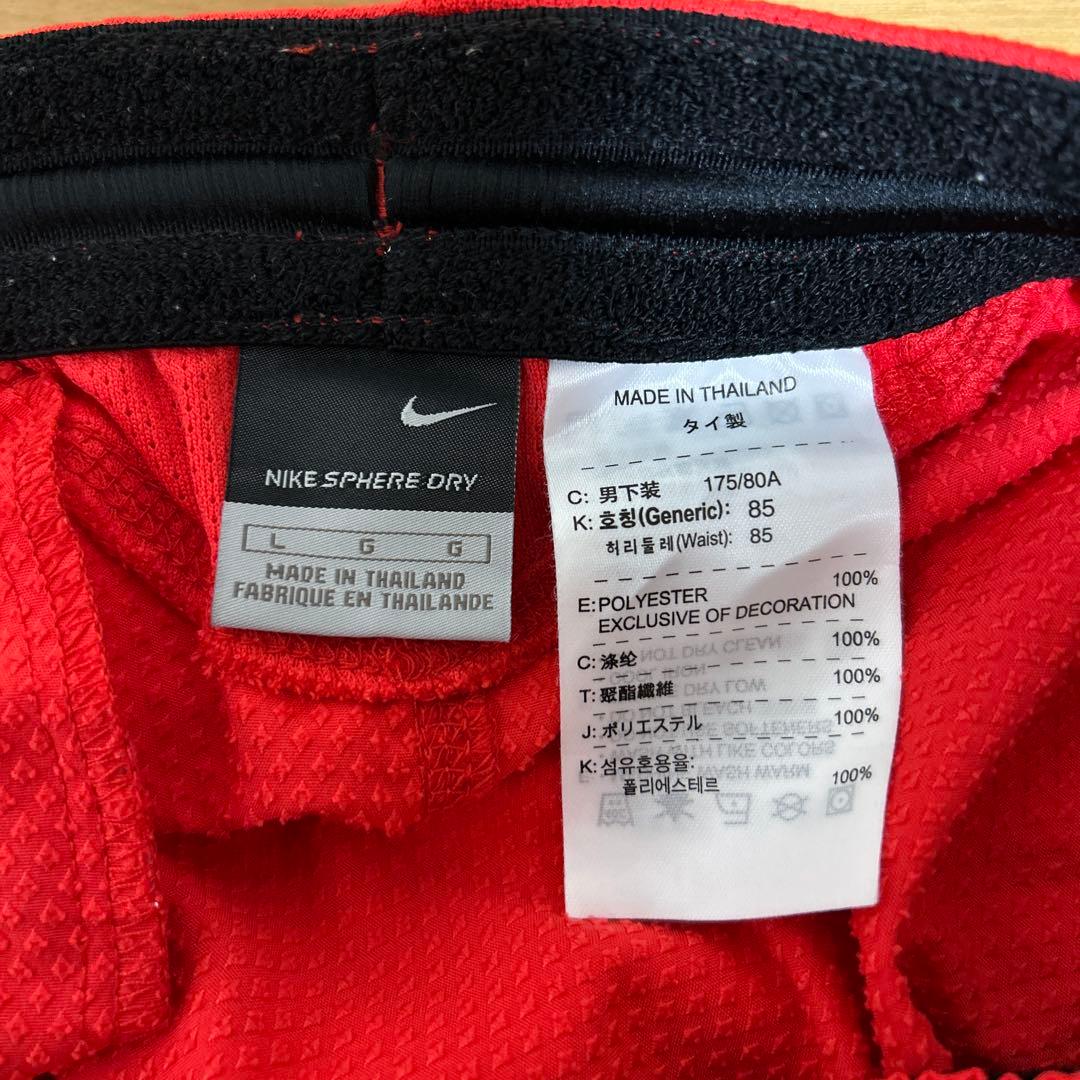 NIKE SPHERE DRY
L G G
MADE IN THAILAND
FABRIQUE EN THAILANDE
MADE IN THAILAND
タイ製
C: 男下装 175/80A
K: 호칭(Generic): 85
허리둘레(Waist): 85
100%
E: POLYESTER
EXCLUSIVE OF DECORATION
C: 涤纶 100%
T: 聚酯纖維 100%
J: ポリエステル 100%
K: 섬유혼용율:
폴리에스테르 100%